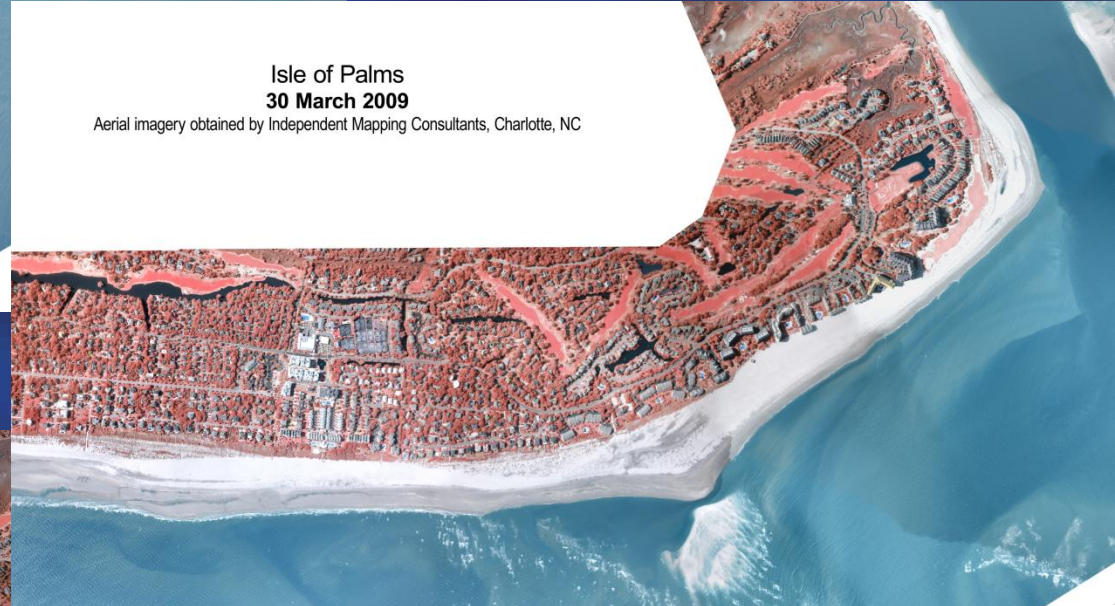 Isle of Palms
30 March 2009
Aerial imagery obtained by Independent Mapping Consultants, Charlotte, NC